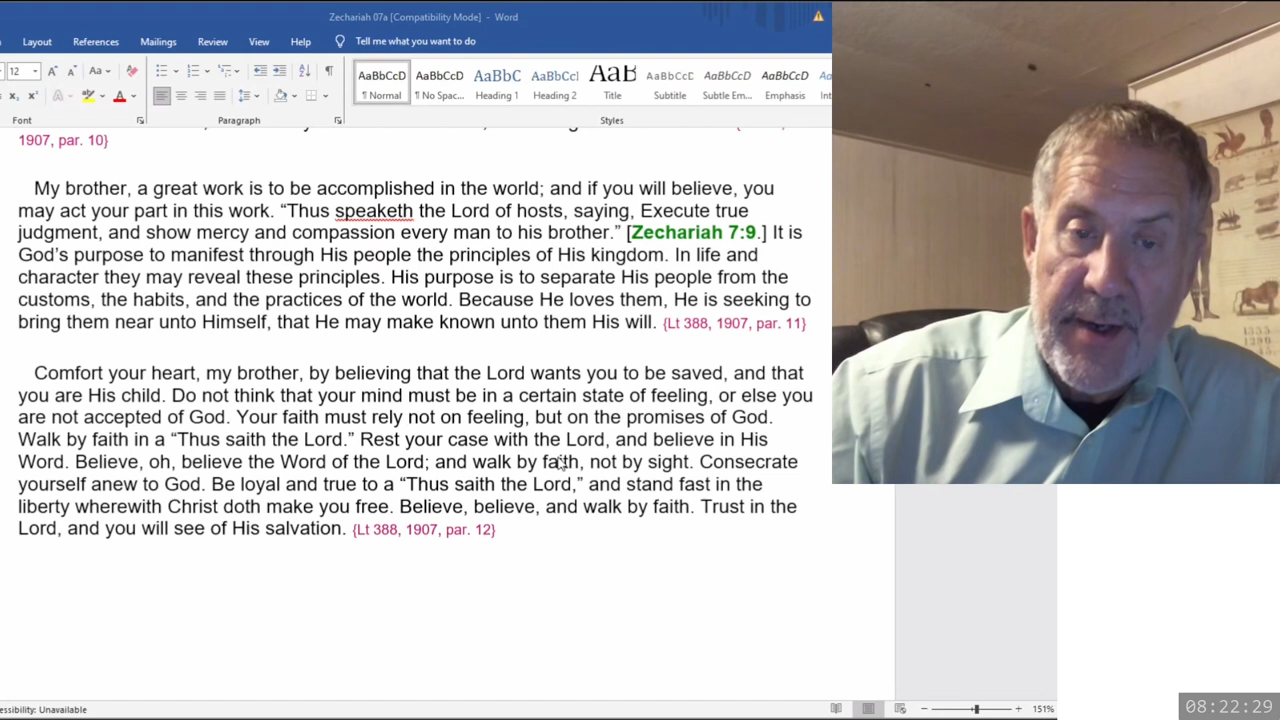 Zechariah 07a [Compatibility Mode] - Word
Layout References Mailings Review View Help Tell me what you want to do
12 Aa
AaBbCcD AaBbCcD AaBbC AaBbCcI AaB AaBbCcD AaBbCcD AaBbCcD
¶ Normal ¶ No Spac... Heading 1 Heading 2 Title Subtitle Subtle Em... Emphasis
Font Paragraph Styles
1907, par. 10}
My brother, a great work is to be accomplished in the world; and if you will believe, you
may act your part in this work. “Thus speaketh the Lord of hosts, saying, Execute true
judgment, and show mercy and compassion every man to his brother.” [Zechariah 7:9.] It is
God’s purpose to manifest through His people the principles of His kingdom. In life and
character they may reveal these principles. His purpose is to separate His people from the
customs, the habits, and the practices of the world. Because He loves them, He is seeking to
bring them near unto Himself, that He may make known unto them His will. {Lt 388, 1907, par. 11}
Comfort your heart, my brother, by believing that the Lord wants you to be saved, and that
you are His child. Do not think that your mind must be in a certain state of feeling, or else you
are not accepted of God. Your faith must rely not on feeling, but on the promises of God.
Walk by faith in a “Thus saith the Lord.” Rest your case with the Lord, and believe in His
Word. Believe, oh, believe the Word of the Lord; and walk by faith, not by sight. Consecrate
yourself anew to God. Be loyal and true to a “Thus saith the Lord,” and stand fast in the
liberty wherewith Christ doth make you free. Believe, believe, and walk by faith. Trust in the
Lord, and you will see of His salvation. {Lt 388, 1907, par. 12}
1335
1290
essibility: Unavailable
151%
08:22:29